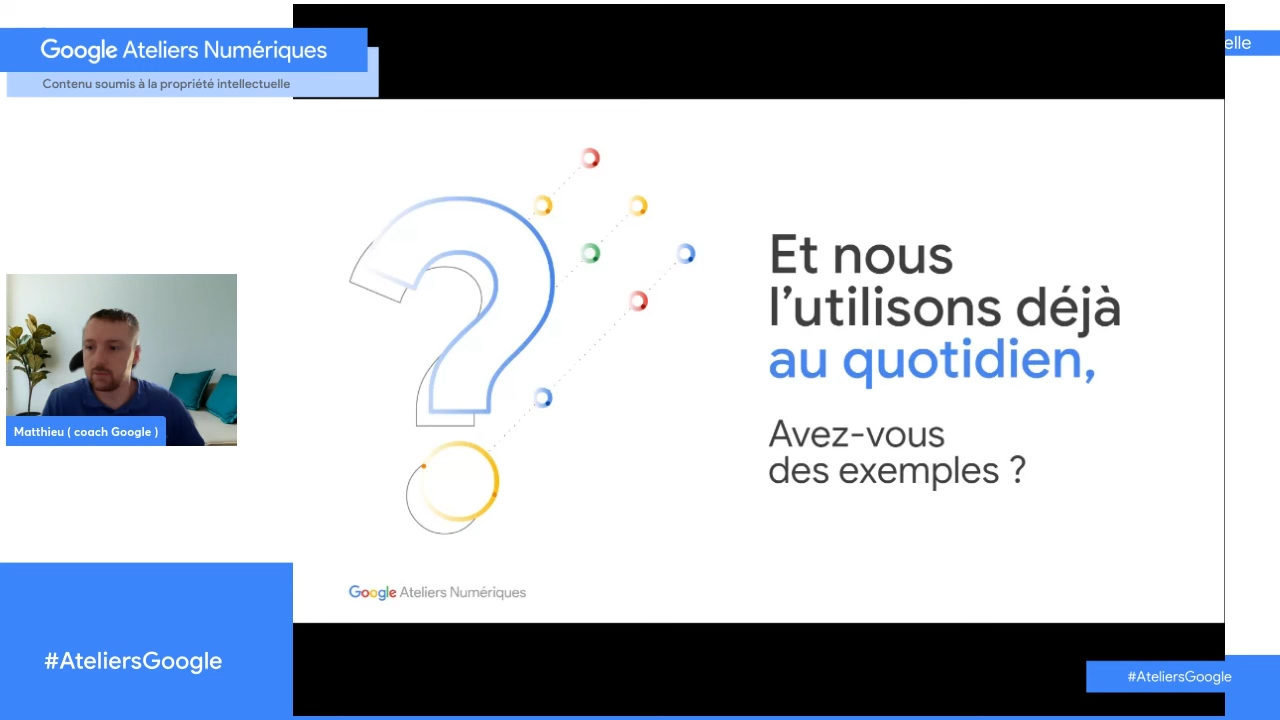 Google Ateliers Numériques
Contenu soumis à la propriété intellectuelle
elle
Et nous
l'utilisons déjà
au quotidien,
Avez-vous
des exemples ?
Matthieu ( coach Google )
Google Ateliers Numériques
#AteliersGoogle
#AteliersGoogle